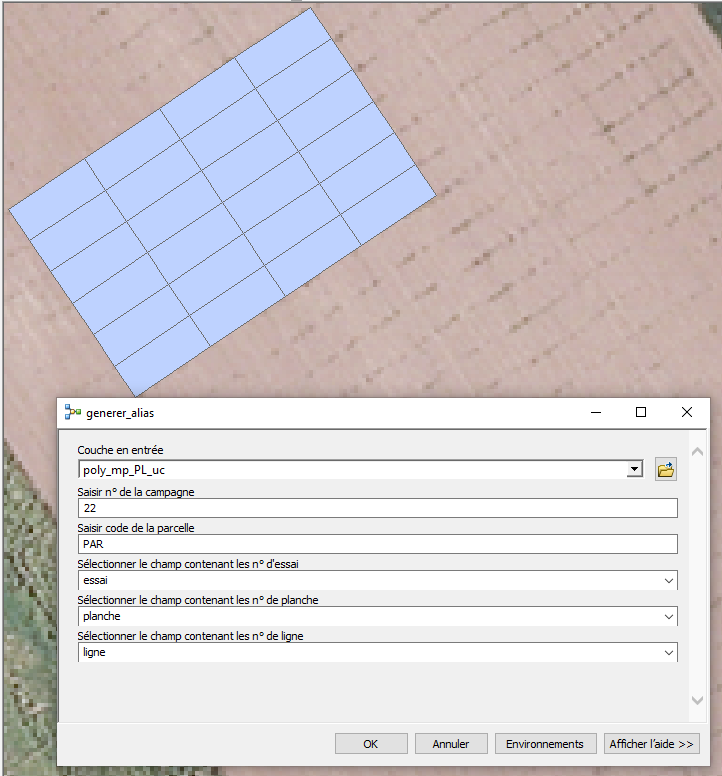 generer_alias
Couche en entrée
poly_mp_PL_uc
Saisir n° de la campagne
22
Saisir code de la parcelle
PAR
Sélectionner le champ contenant les n° d'essai
essai
Sélectionner le champ contenant les n° de planche
planche
Sélectionner le champ contenant les n° de ligne
ligne
OK Annuler Environnements Afficher l'aide >>